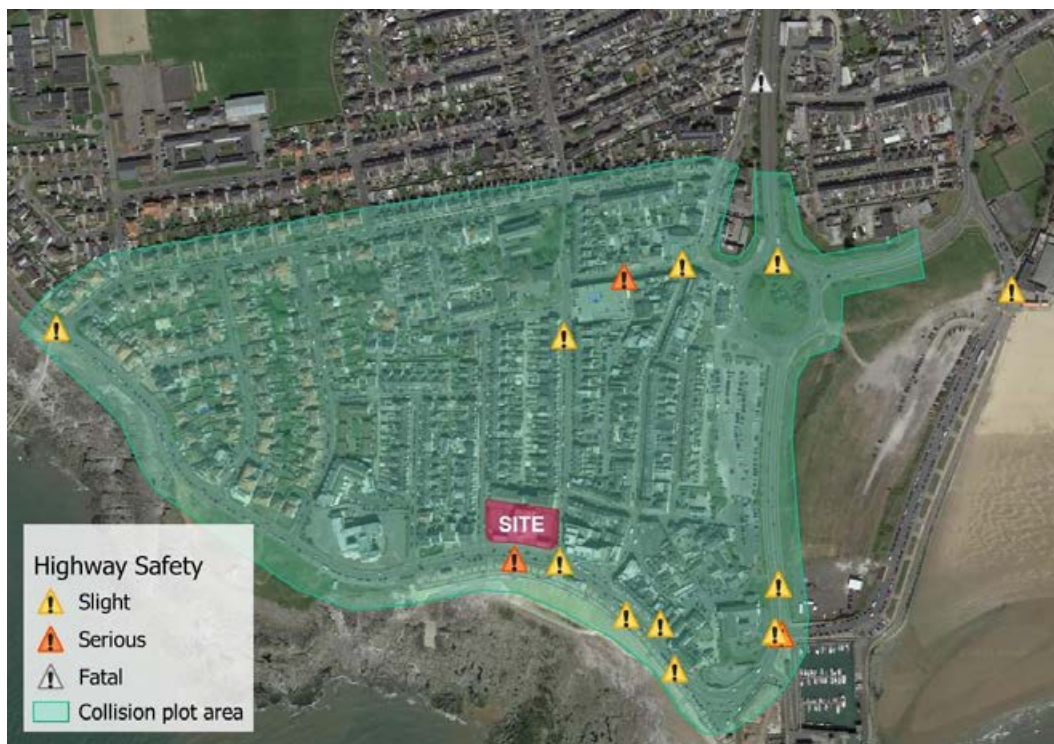 SITE
Highway Safety
Slight
Serious
Fatal
Collision plot area